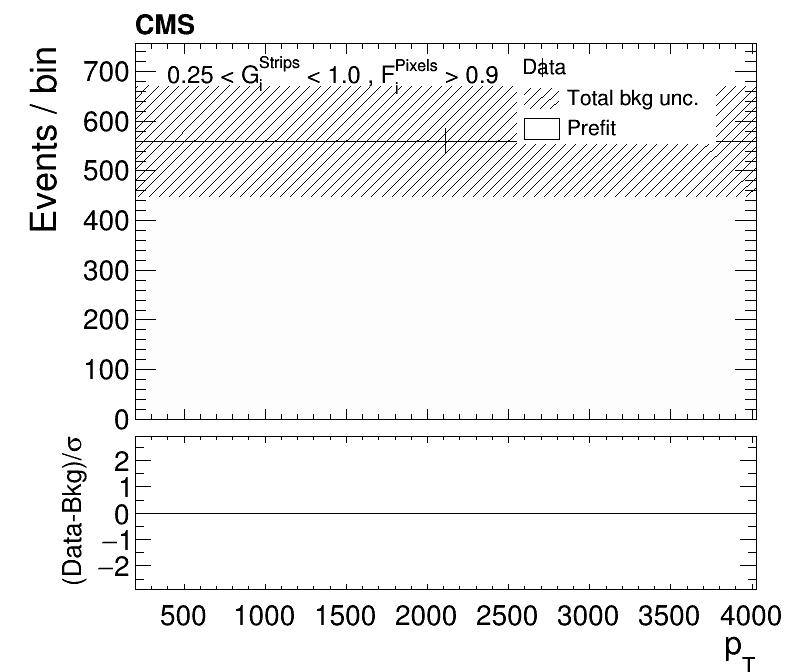 CMS
Events / bin
700
600
500
400
300
200
100
0
0.25 < G_i^Strips < 1.0 , F_i^Pixels > 0.9
Data
Total bkg unc.
Prefit
(Data-Bkg)/σ
2
1
0
−1
−2
500 1000 1500 2000 2500 3000 3500 4000
p_T